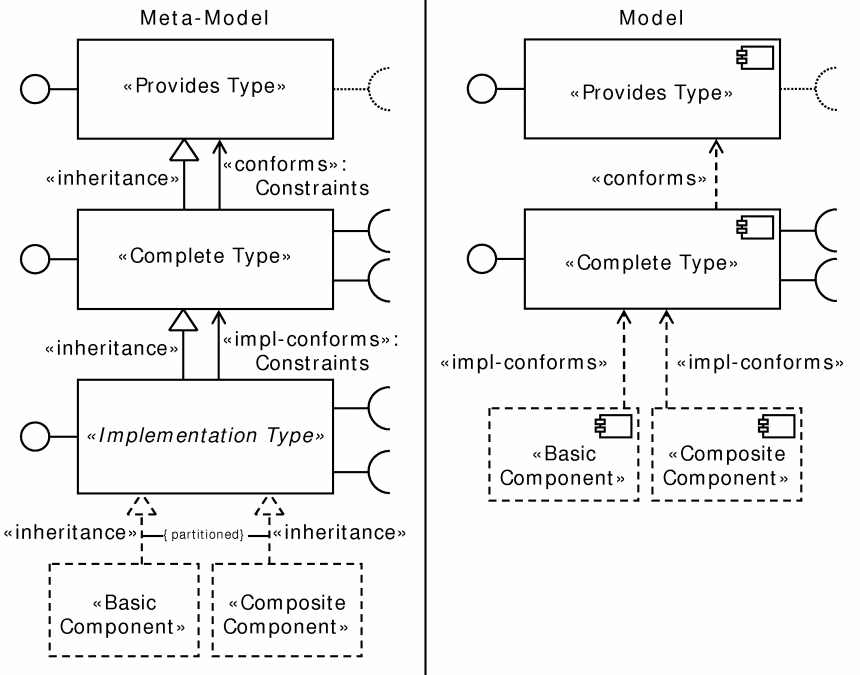 Meta-Model
«Provides Type»
«inheritance»
«conforms»:
Constraints
«Complete Type»
«inheritance»
«impl-conforms»:
Constraints
«Implementation Type»
«inheritance»
{ partitioned}
«inheritance»
«Basic
Component»
«Composite
Component»
Model
«Provides Type»
«conforms»
«Complete Type»
«impl-conforms»
«impl-conforms»
«Basic
Component»
«Composite
Component»